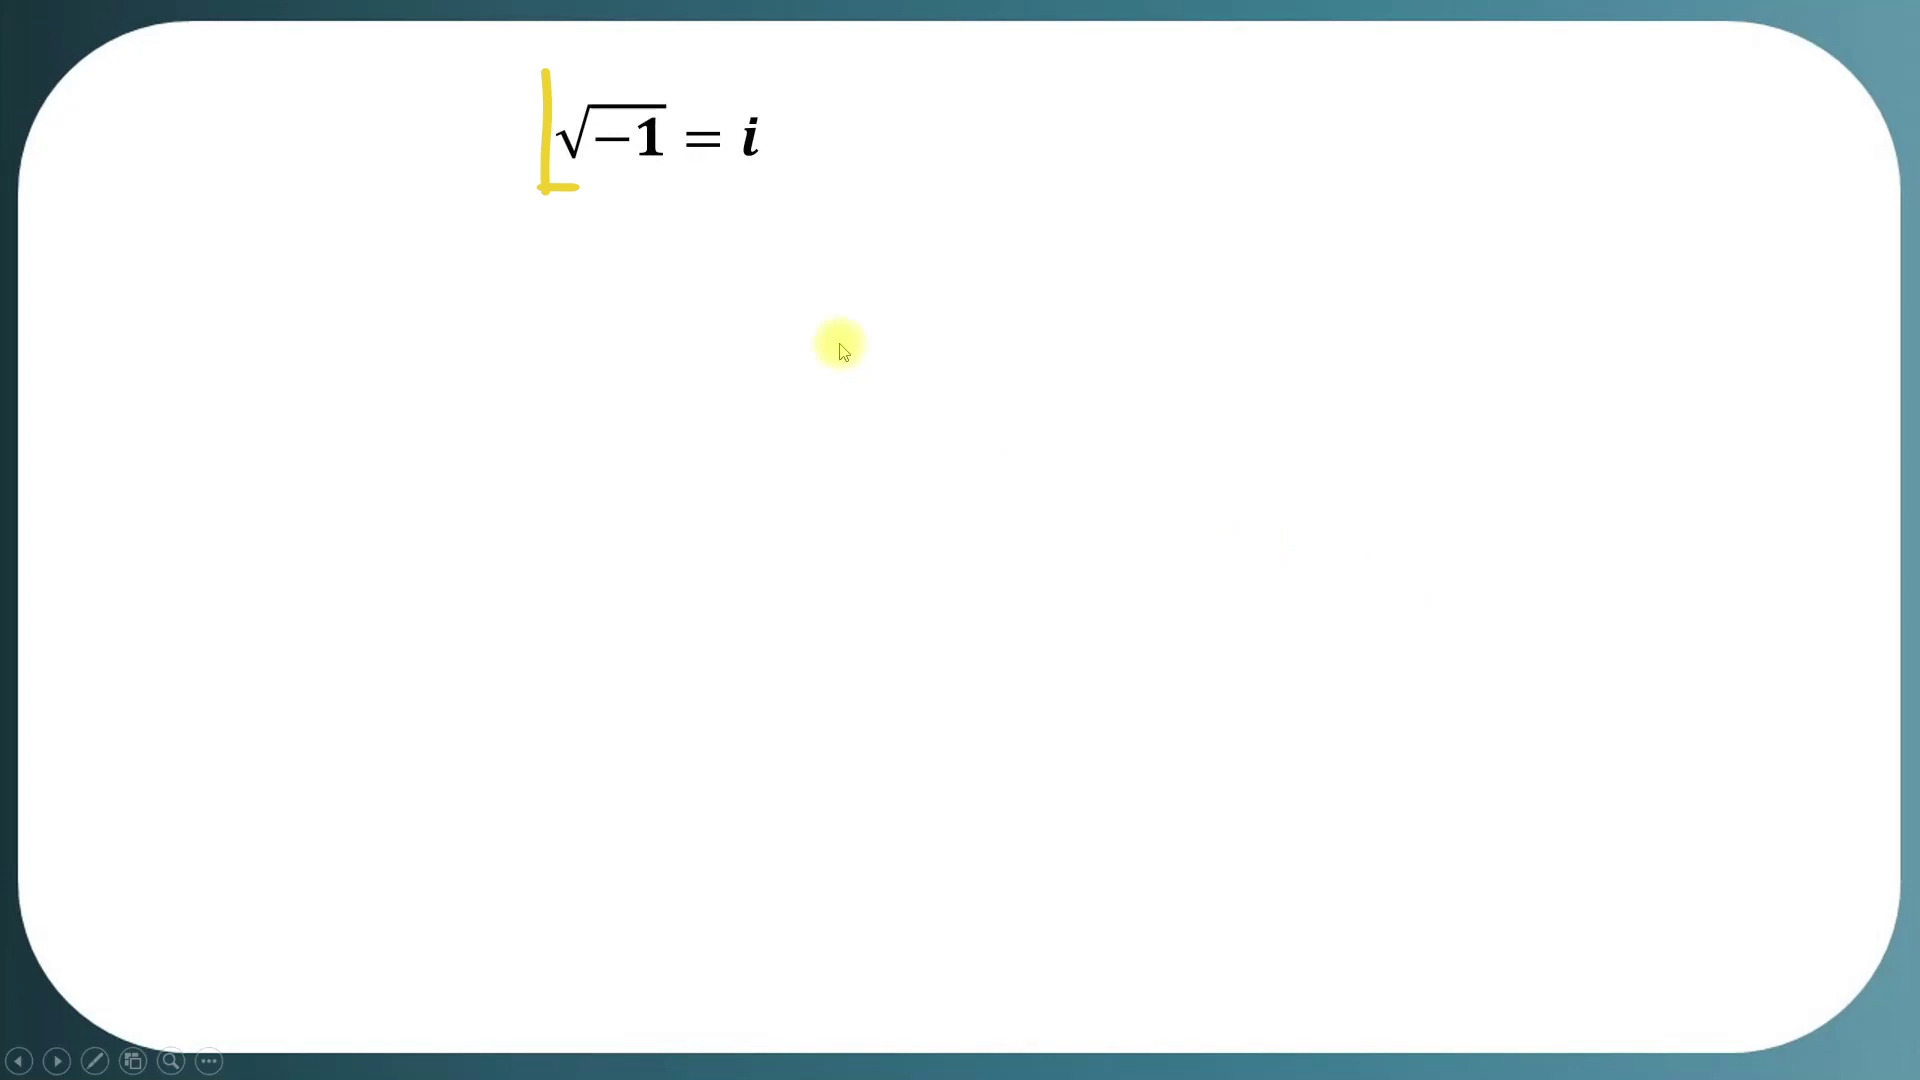 √−1 = i